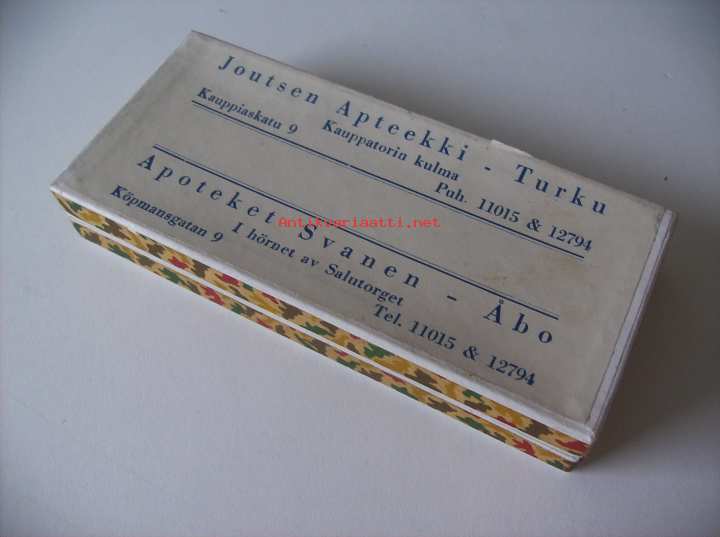 Joutsen Apteekki - Turku
Kauppiaskatu 9 Kauppatorin kulma
Puh. 11015 & 12794
Apoteket Svanen - Åbo
Köpmansgatan 9 I hörnet av Salutorget
Tel. 11015 & 12794
Antikvariaatti.net